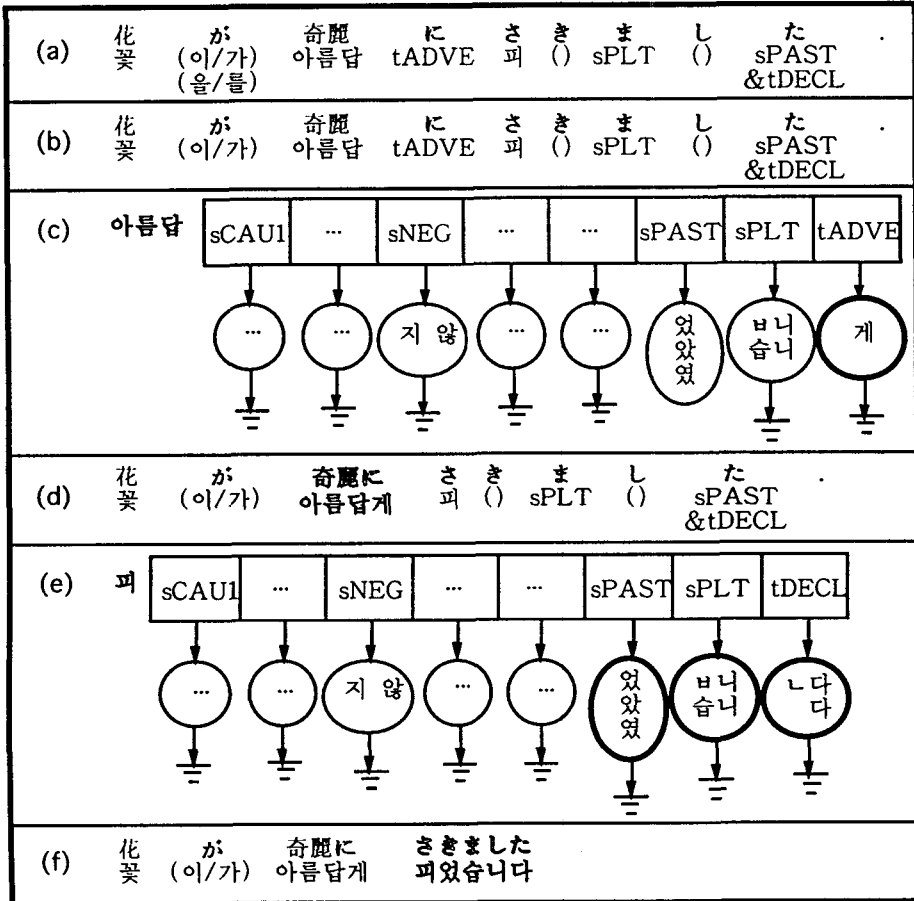 (a) 花 が 奇麗 に さ き ま し た .
꽃 (이/가) 아름답 tADVE 피 () sPLT () sPAST
(을/를) &tDECL
(b) 花 が 奇麗 に さ き ま し た .
꽃 (이/가) 아름답 tADVE 피 () sPLT () sPAST
&tDECL
(c) 아름답 sCAU1 … sNEG … … sPAST sPLT tADVE
… … 지 않 … … 었 ㅂ니 게
았 습니
였
(d) 花 が 奇麗に さ き ま し た
꽃 (이/가) 아름답게 피 () sPLT () sPAST
&tDECL
(e) 피 sCAU1 … sNEG … … sPAST sPLT tDECL
… … 지 않 … … 었 ㅂ니 ㄴ다
았 습니 다
였
(f) 花 が 奇麗に さきました
꽃 (이/가) 아름답게 피었습니다